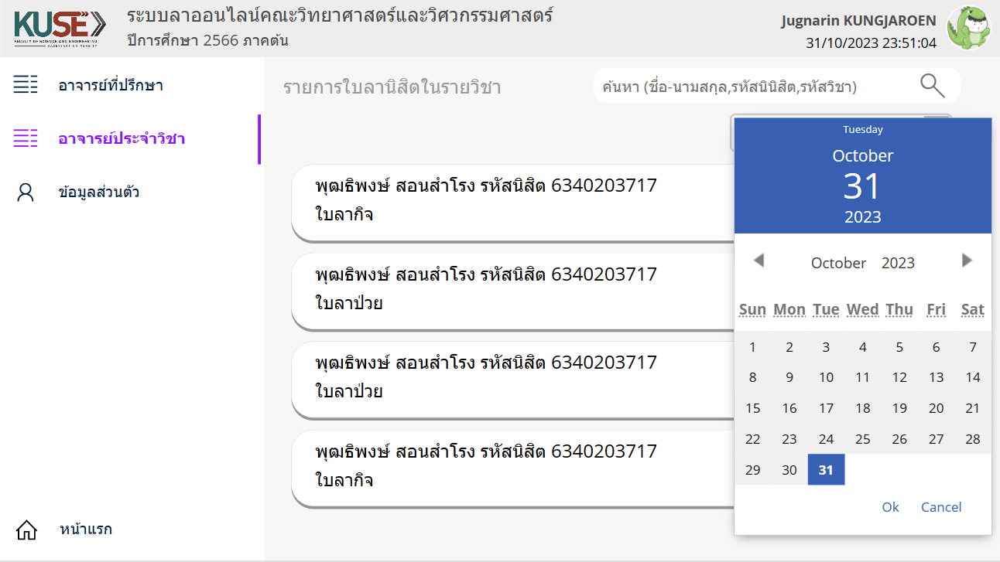 KUSE
FACULTY OF SCIENCE AND ENGINEERING
KASETSART UNIVERSITY
ระบบลาออนไลน์คณะวิทยาศาสตร์และวิศวกรรมศาสตร์
ปีการศึกษา 2566 ภาคต้น
Jugnarin KUNGJAROEN
31/10/2023 23:51:04
อาจารย์ที่ปรึกษา
อาจารย์ประจำวิชา
ข้อมูลส่วนตัว
หน้าแรก
รายการใบลานิสิตในรายวิชา
ค้นหา (ชื่อ-นามสกุล,รหัสนินิสิต,รหัสวิชา)
พุฒธิพงษ์ สอนสำโรง รหัสนิสิต 6340203717
ใบลากิจ
พุฒธิพงษ์ สอนสำโรง รหัสนิสิต 6340203717
ใบลาป่วย
พุฒธิพงษ์ สอนสำโรง รหัสนิสิต 6340203717
ใบลาป่วย
พุฒธิพงษ์ สอนสำโรง รหัสนิสิต 6340203717
ใบลากิจ
Tuesday
October
31
2023
October 2023
Sun Mon Tue Wed Thu Fri Sat
1 2 3 4 5 6 7
8 9 10 11 12 13 14
15 16 17 18 19 20 21
22 23 24 25 26 27 28
29 30 31
Ok Cancel